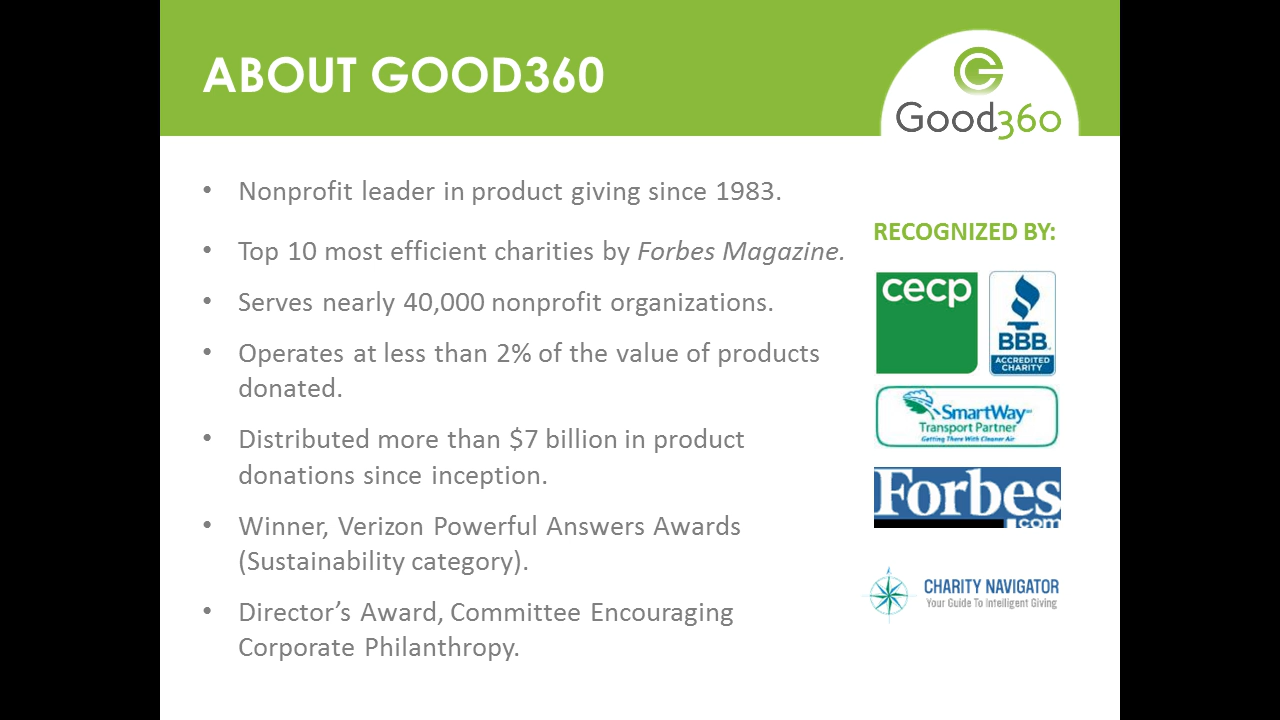 ABOUT GOOD360
Good360
• Nonprofit leader in product giving since 1983.
• Top 10 most efficient charities by Forbes Magazine.
• Serves nearly 40,000 nonprofit organizations.
• Operates at less than 2% of the value of products
donated.
• Distributed more than $7 billion in product
donations since inception.
• Winner, Verizon Powerful Answers Awards
(Sustainability category).
• Director’s Award, Committee Encouraging
Corporate Philanthropy.
RECOGNIZED BY:
cecp
BBB
ACCREDITED
CHARITY
SmartWay
Transport Partner
Getting There With Cleaner Air
Forbes
.com
CHARITY NAVIGATOR
Your Guide To Intelligent Giving